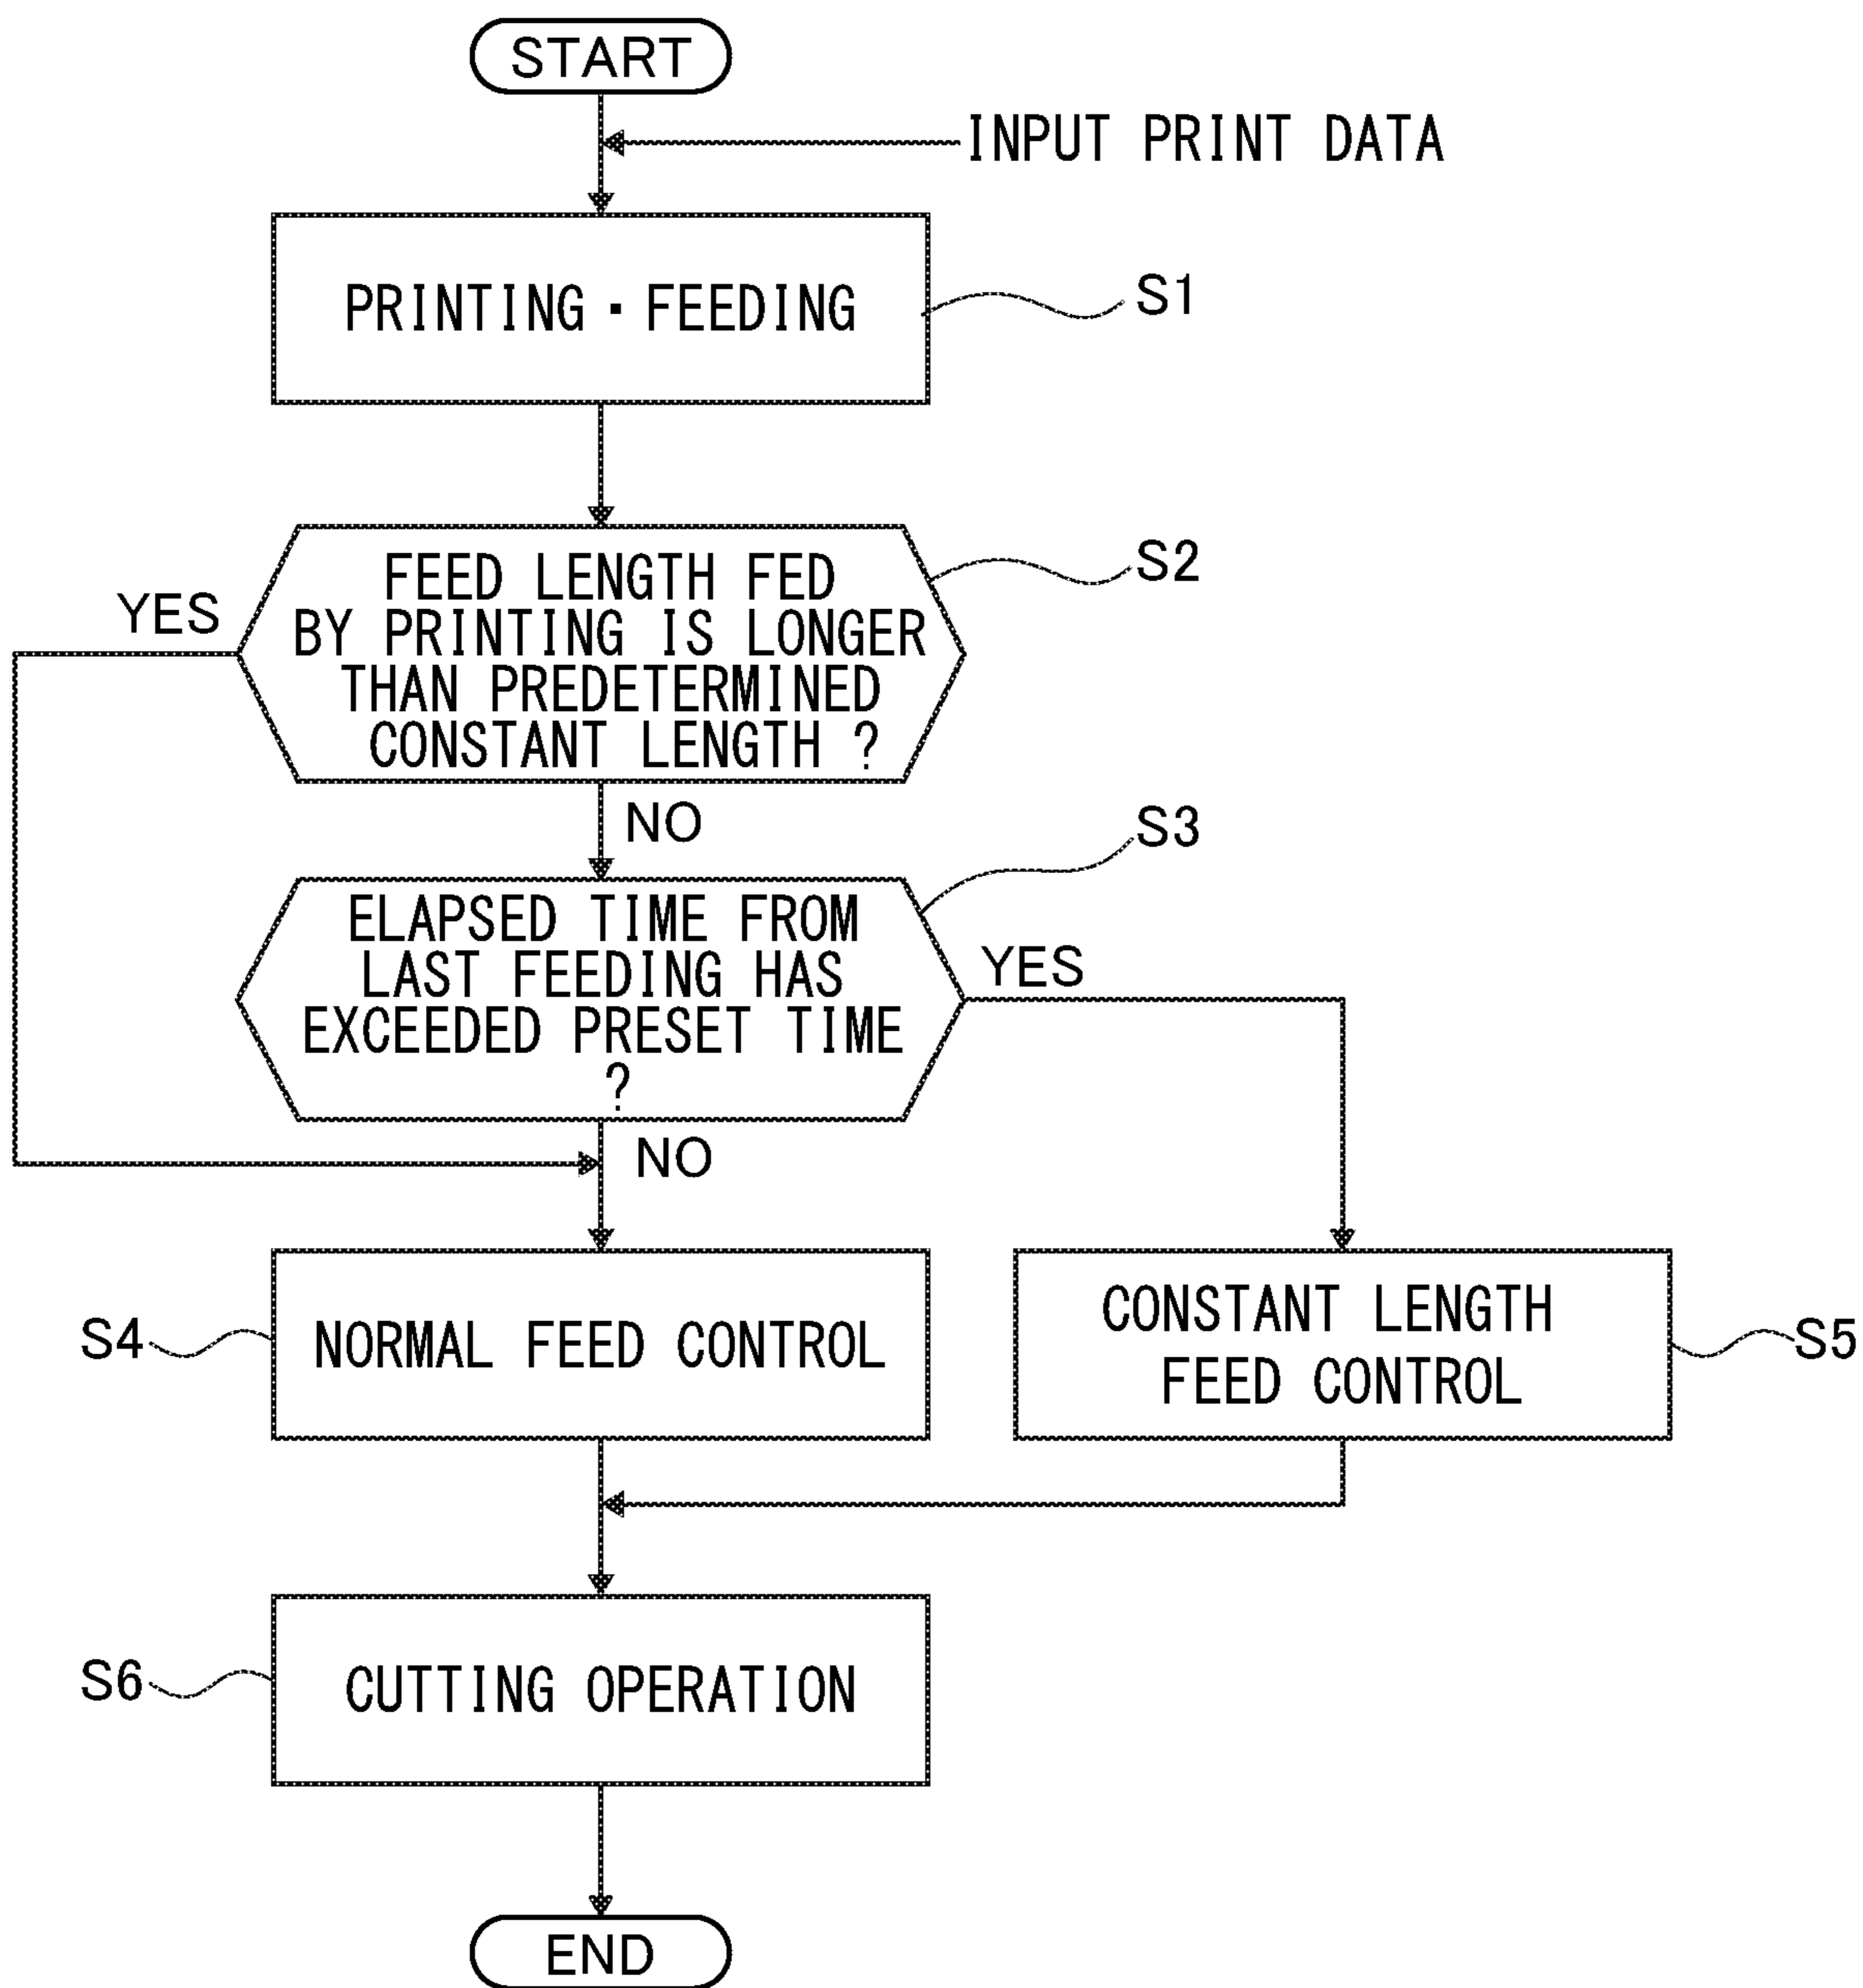 START
INPUT PRINT DATA
PRINTING・FEEDING
S1
FEED LENGTH FED
BY PRINTING IS LONGER
THAN PREDETERMINED
CONSTANT LENGTH ?
S2
YES
NO
S3
ELAPSED TIME FROM
LAST FEEDING HAS
EXCEEDED PRESET TIME
?
YES
NO
S4
NORMAL FEED CONTROL
CONSTANT LENGTH
FEED CONTROL
S5
S6
CUTTING OPERATION
END